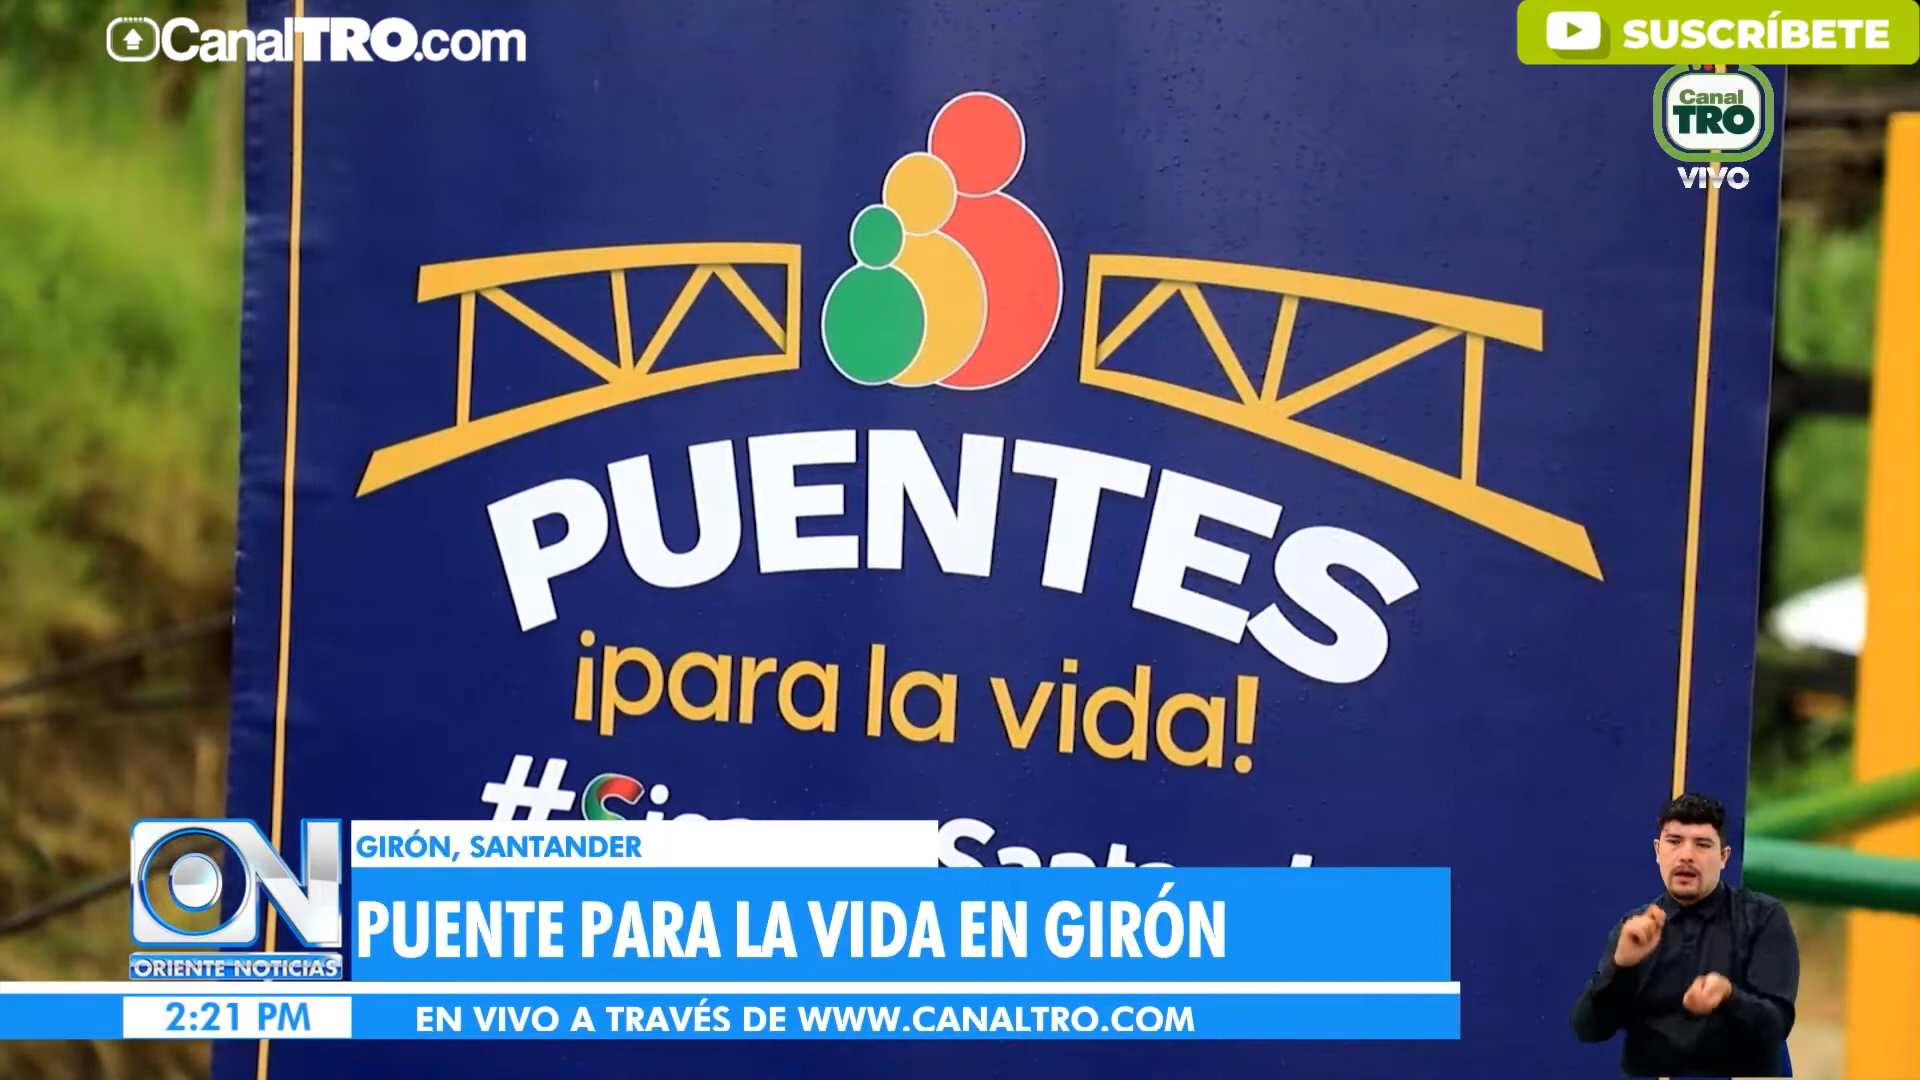 CanalTRO.com
SUSCRÍBETE
Canal
TRO
VIVO
PUENTES
¡para la vida!
ON
ORIENTE NOTICIAS
GIRÓN, SANTANDER
PUENTE PARA LA VIDA EN GIRÓN
2:21 PM
EN VIVO A TRAVÉS DE WWW.CANALTRO.COM